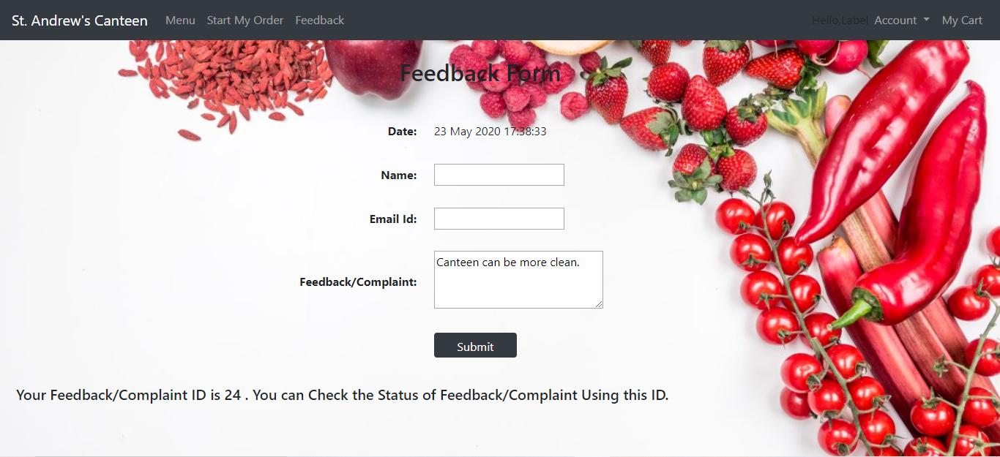 St. Andrew's Canteen Menu Start My Order Feedback Hello,Label Account My Cart
Feedback Form
Date: 23 May 2020 17:38:33
Name:
Email Id:
Feedback/Complaint: Canteen can be more clean.
Submit
Your Feedback/Complaint ID is 24 . You can Check the Status of Feedback/Complaint Using this ID.